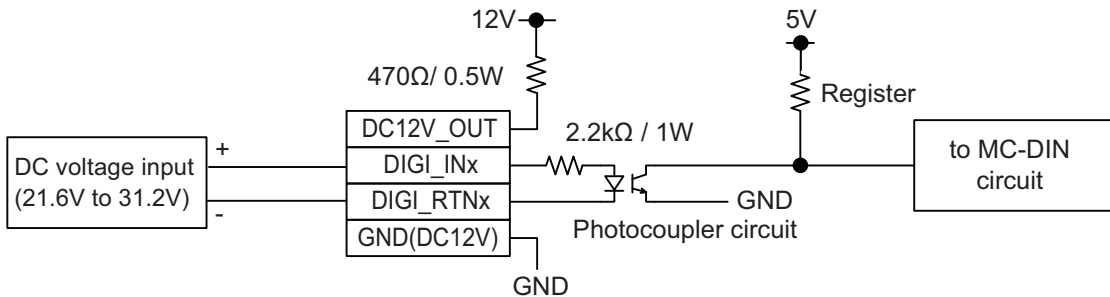 12V
5V
470Ω/ 0.5W
Register
DC12V_OUT
2.2kΩ / 1W
DC voltage input
(21.6V to 31.2V)
+
-
DIGI_INx
DIGI_RTNx
GND(DC12V)
GND
Photocoupler circuit
to MC-DIN
circuit
GND